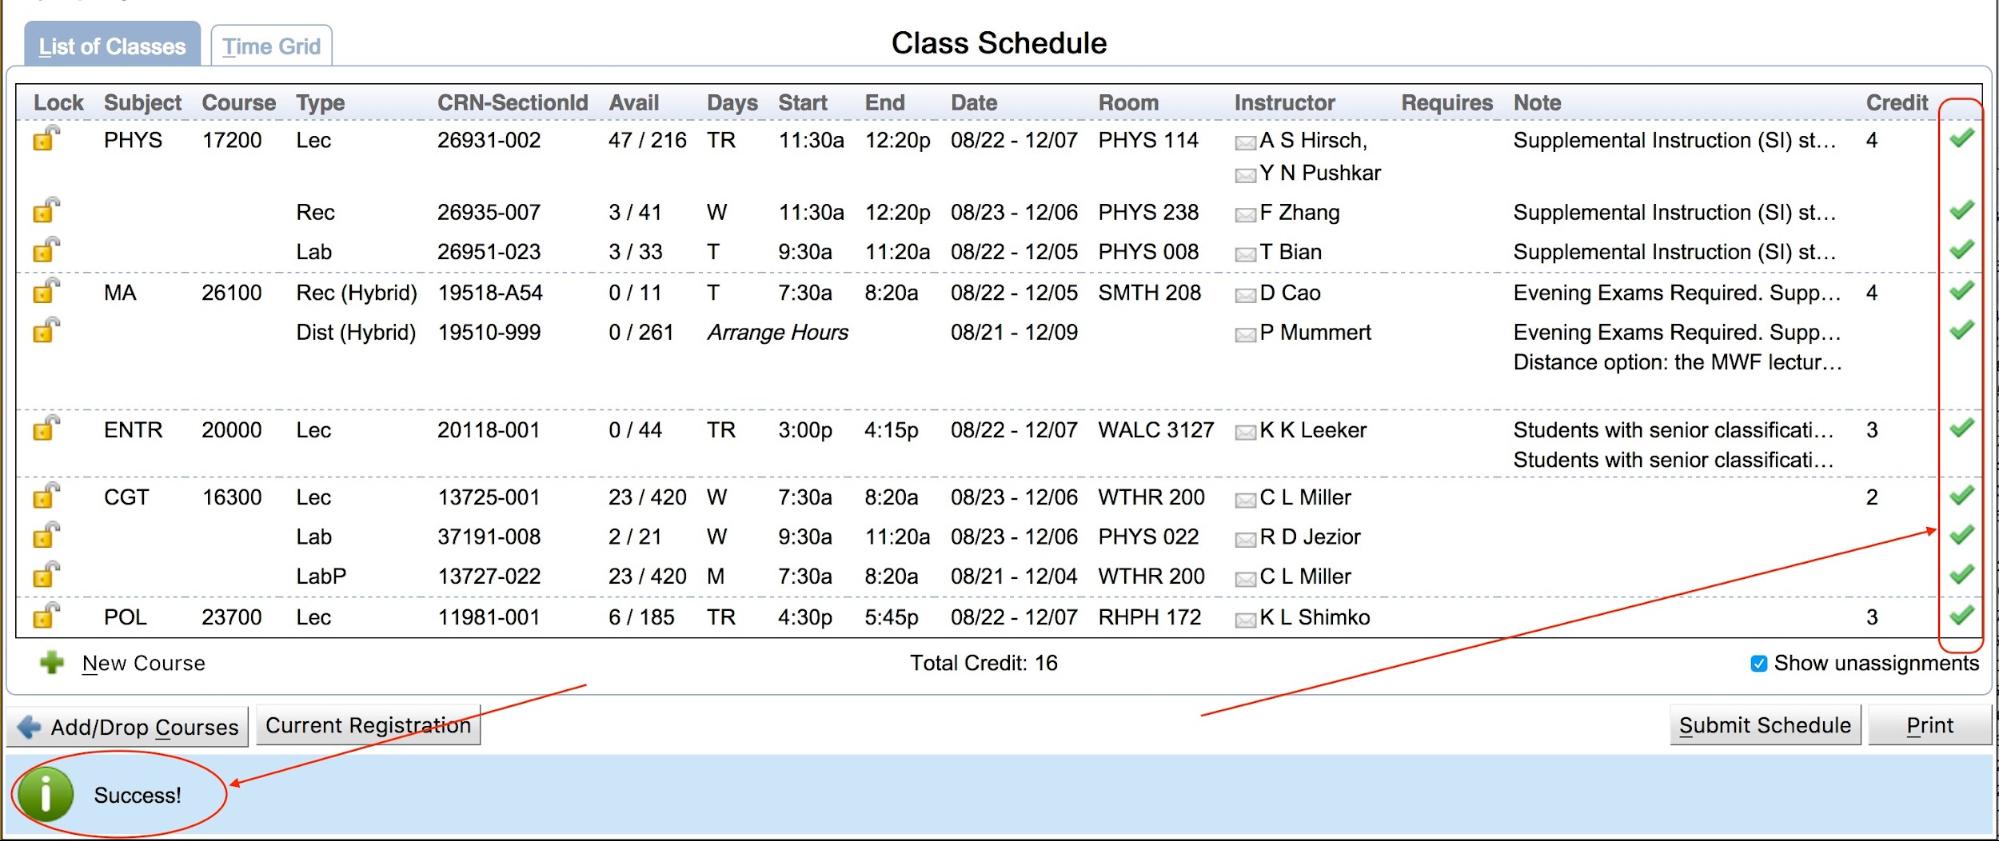 List of Classes Time Grid Class Schedule
Lock Subject Course Type CRN-SectionId Avail Days Start End Date Room Instructor Requires Note Credit
PHYS 17200 Lec 26931-002 47 / 216 TR 11:30a 12:20p 08/22 - 12/07 PHYS 114 A S Hirsch, Supplemental Instruction (SI) st... 4
Y N Pushkar
Rec 26935-007 3 / 41 W 11:30a 12:20p 08/23 - 12/06 PHYS 238 F Zhang Supplemental Instruction (SI) st...
Lab 26951-023 3 / 33 T 9:30a 11:20a 08/22 - 12/05 PHYS 008 T Bian Supplemental Instruction (SI) st...
MA 26100 Rec (Hybrid) 19518-A54 0 / 11 T 7:30a 8:20a 08/22 - 12/05 SMTH 208 D Cao Evening Exams Required. Supp... 4
Dist (Hybrid) 19510-999 0 / 261 Arrange Hours 08/21 - 12/09 P Mummert Evening Exams Required. Supp...
Distance option: the MWF lectur...
ENTR 20000 Lec 20118-001 0 / 44 TR 3:00p 4:15p 08/22 - 12/07 WALC 3127 K K Leeker Students with senior classificati... 3
Students with senior classificati...
CGT 16300 Lec 13725-001 23 / 420 W 7:30a 8:20a 08/23 - 12/06 WTHR 200 C L Miller 2
Lab 37191-008 2 / 21 W 9:30a 11:20a 08/23 - 12/06 PHYS 022 R D Jezior
LabP 13727-022 23 / 420 M 7:30a 8:20a 08/21 - 12/04 WTHR 200 C L Miller
POL 23700 Lec 11981-001 6 / 185 TR 4:30p 5:45p 08/22 - 12/07 RHPH 172 K L Shimko 3
New Course Total Credit: 16 Show unassignments
Add/Drop Courses Current Registration Submit Schedule Print
Success!